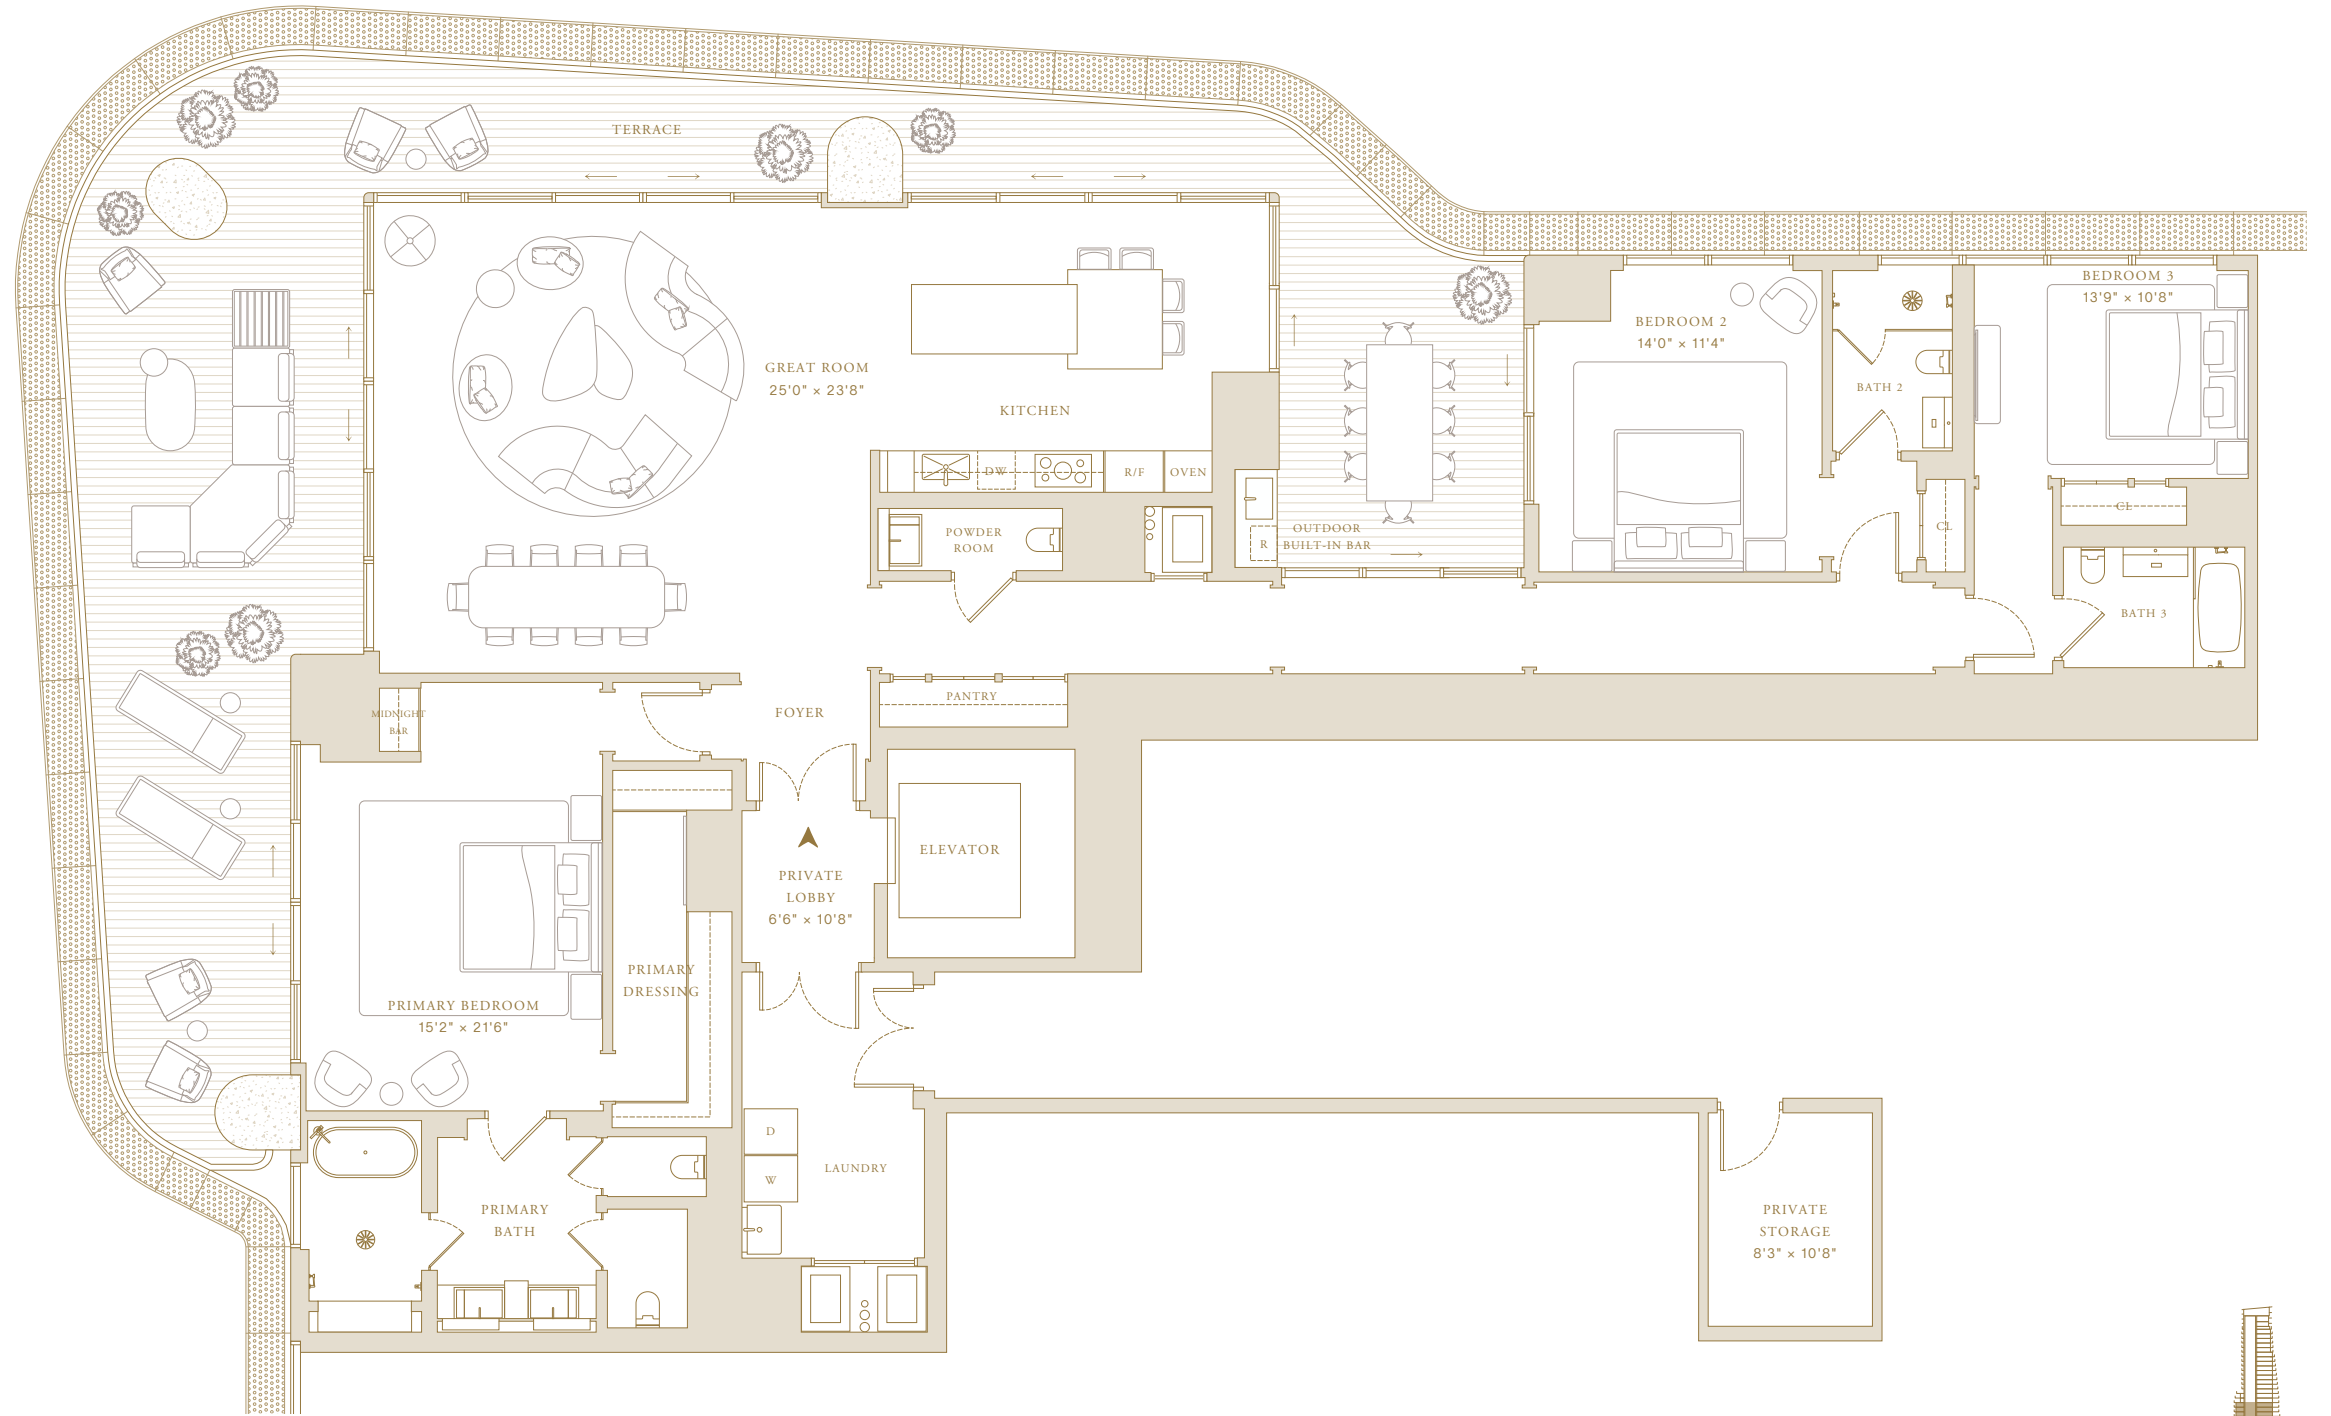 TERRACE
BEDROOM 3
13'9" × 10'8"
BEDROOM 2
14'0" × 11'4"
GREAT ROOM
25'0" × 23'8"
BATH 2
KITCHEN
DW
R/F
OVEN
CL
CL
OUTDOOR
BUILT-IN BAR
R
POWDER
ROOM
BATH 3
PANTRY
MIDNIGHT
BAR
FOYER
ELEVATOR
PRIVATE
LOBBY
6'6" × 10'8"
PRIMARY
DRESSING
PRIMARY BEDROOM
15'2" × 21'6"
D
W
LAUNDRY
PRIMARY
BATH
PRIVATE
STORAGE
8'3" × 10'8"